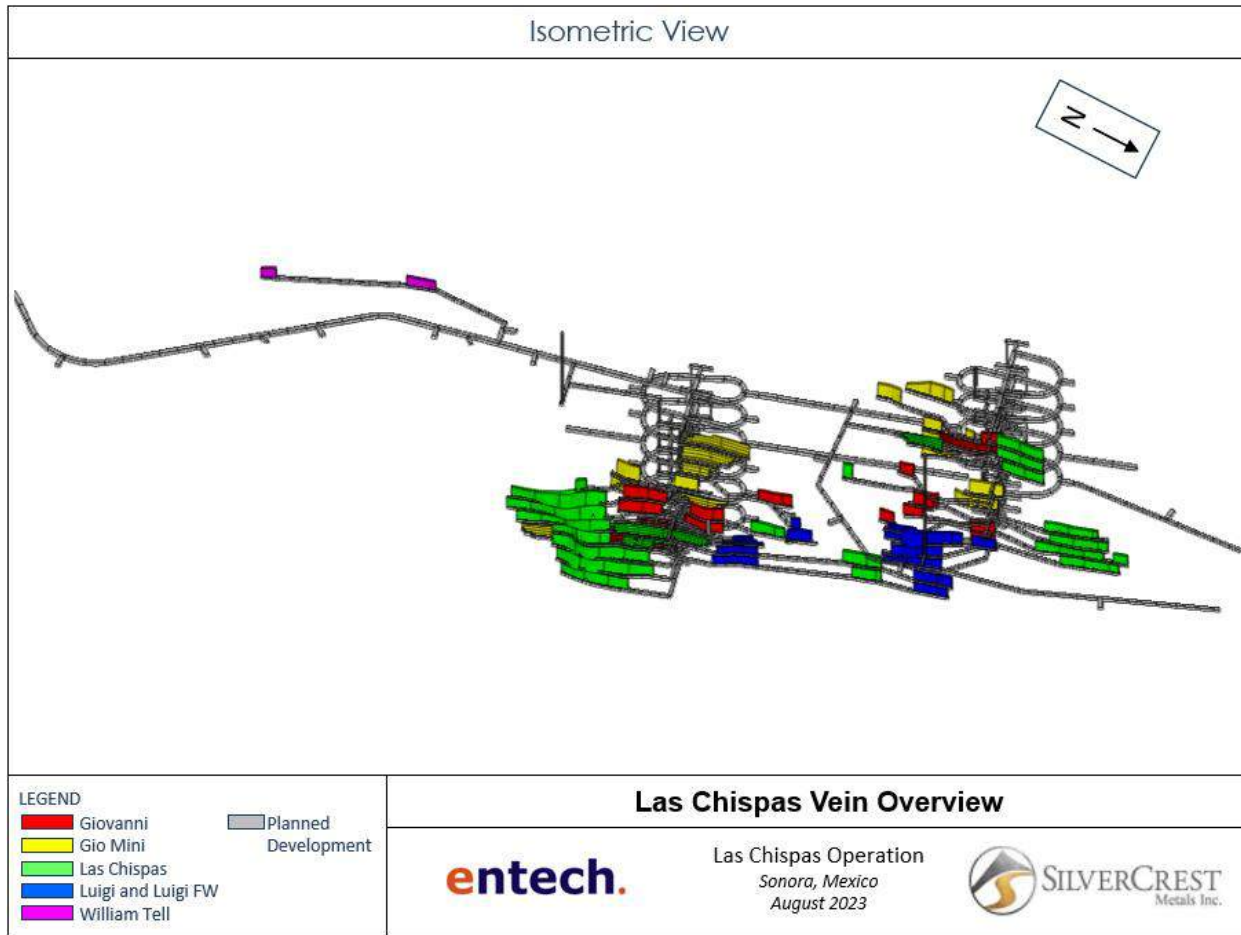 Isometric View
N
LEGEND
Giovanni
Gio Mini
Las Chispas
Luigi and Luigi FW
William Tell
Planned
Development
Las Chispas Vein Overview
entech.
Las Chispas Operation
Sonora, Mexico
August 2023
SILVERCREST
Metals Inc.